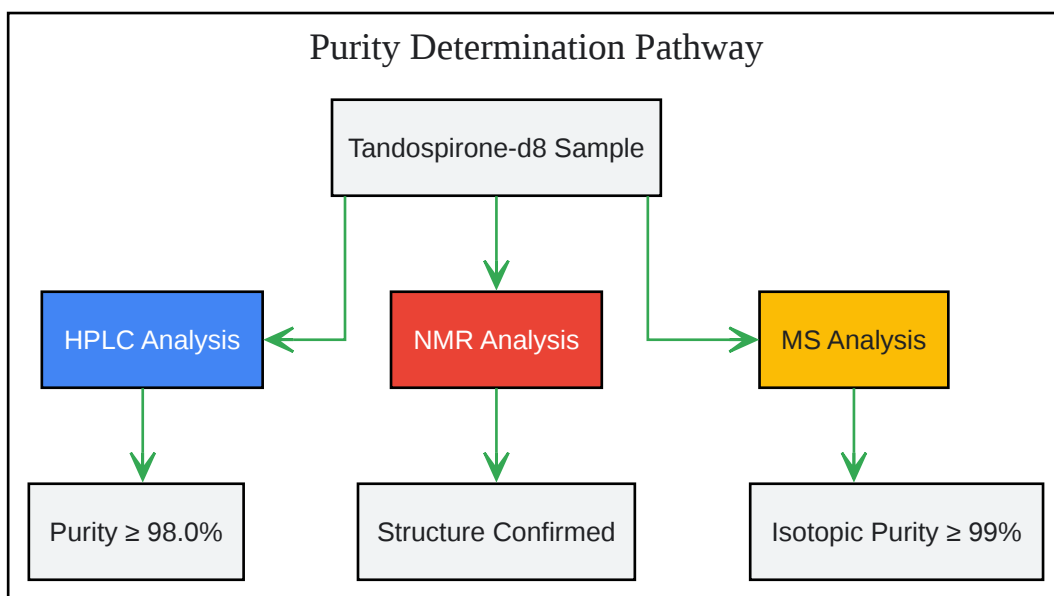 Purity Determination Pathway
Tandospirone-d8 Sample
HPLC Analysis
NMR Analysis
MS Analysis
Purity ≥ 98.0%
Structure Confirmed
Isotopic Purity ≥ 99%